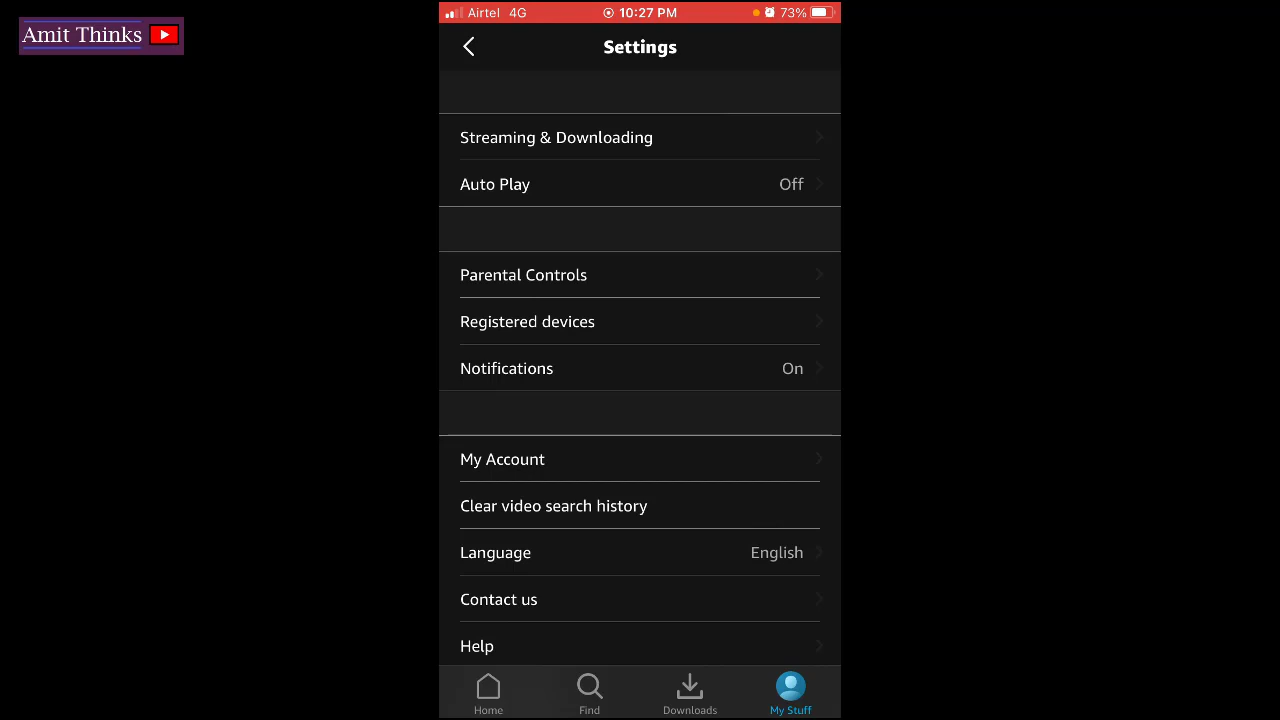 Amit Thinks
Airtel 4G 10:27 PM 73%
Settings
Streaming & Downloading
Auto Play Off
Parental Controls
Registered devices
Notifications On
My Account
Clear video search history
Language English
Contact us
Help
Home Find Downloads My Stuff